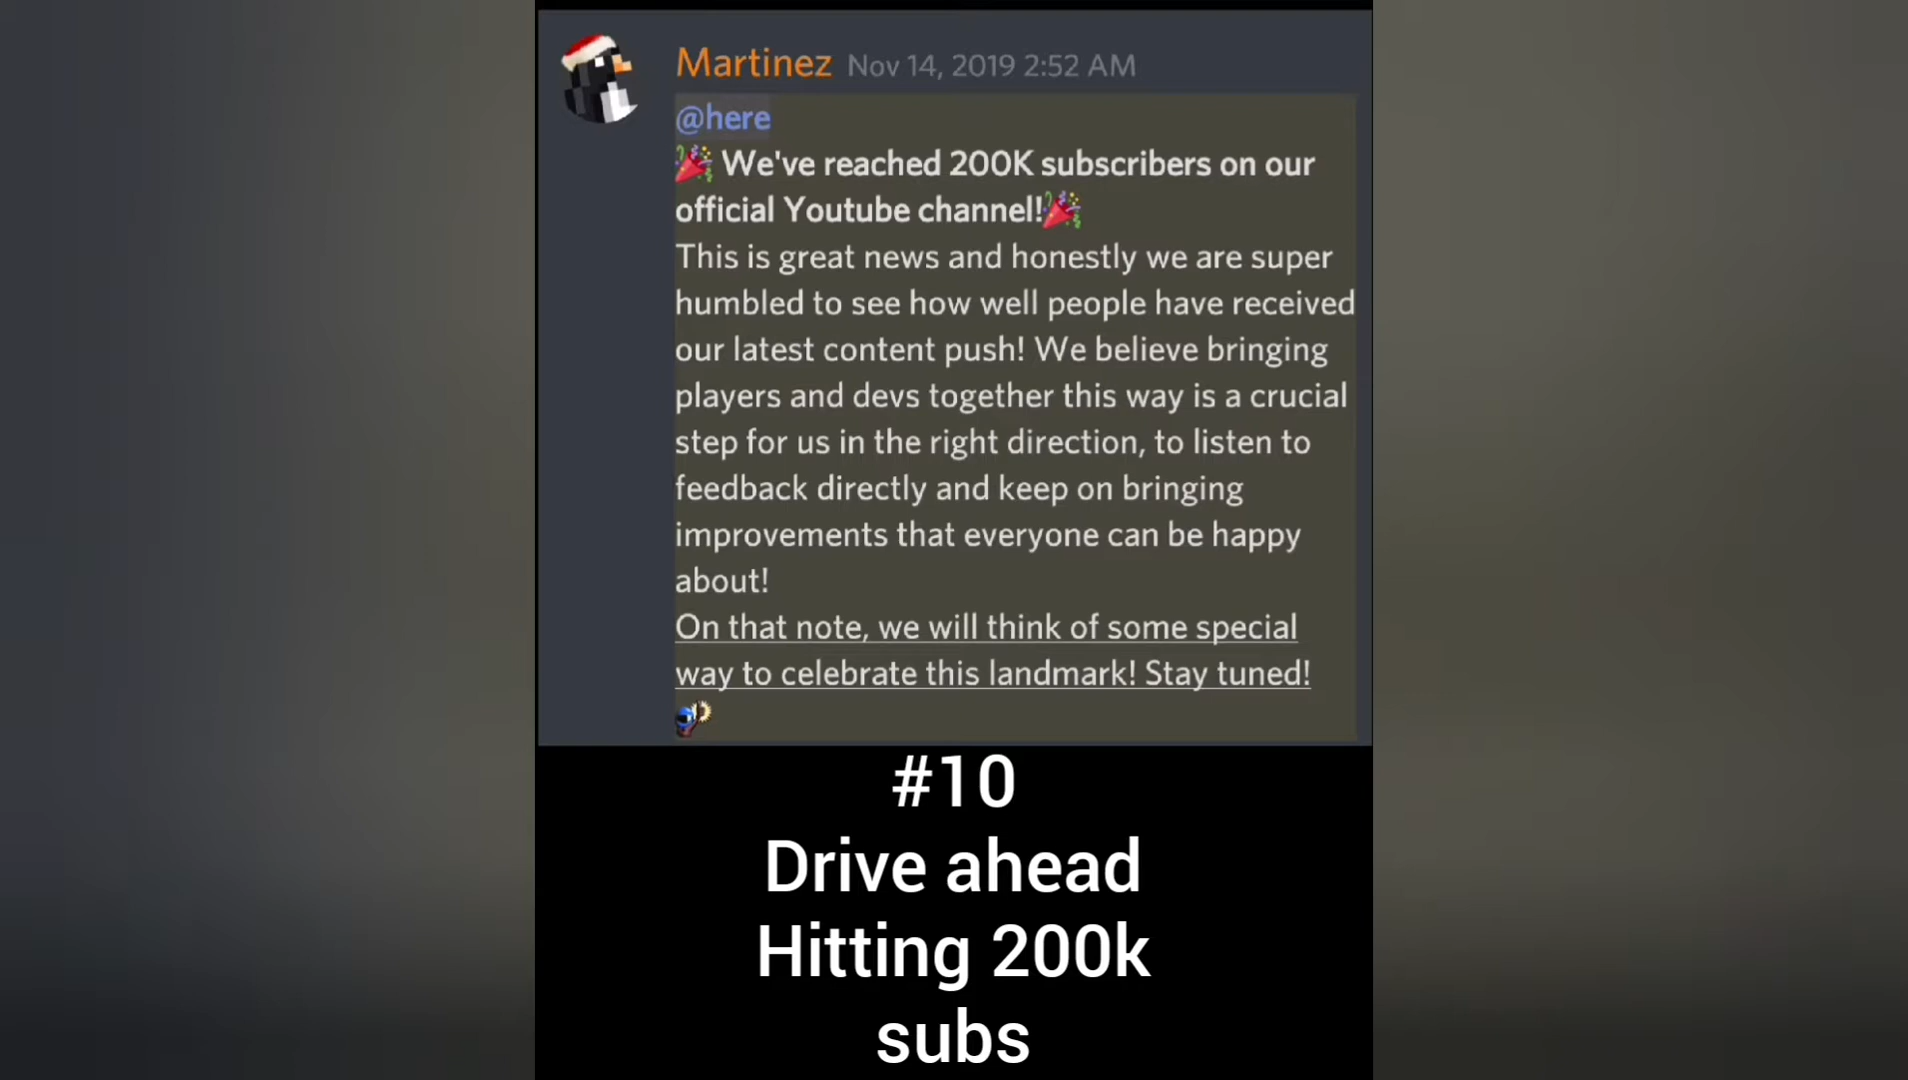 Martinez Nov 14, 2019 2:52 AM
@here
🎉 We've reached 200K subscribers on our
official Youtube channel!🎉
This is great news and honestly we are super
humbled to see how well people have received
our latest content push! We believe bringing
players and devs together this way is a crucial
step for us in the right direction, to listen to
feedback directly and keep on bringing
improvements that everyone can be happy
about!
On that note, we will think of some special
way to celebrate this landmark! Stay tuned!
#10
Drive ahead
Hitting 200k
subs